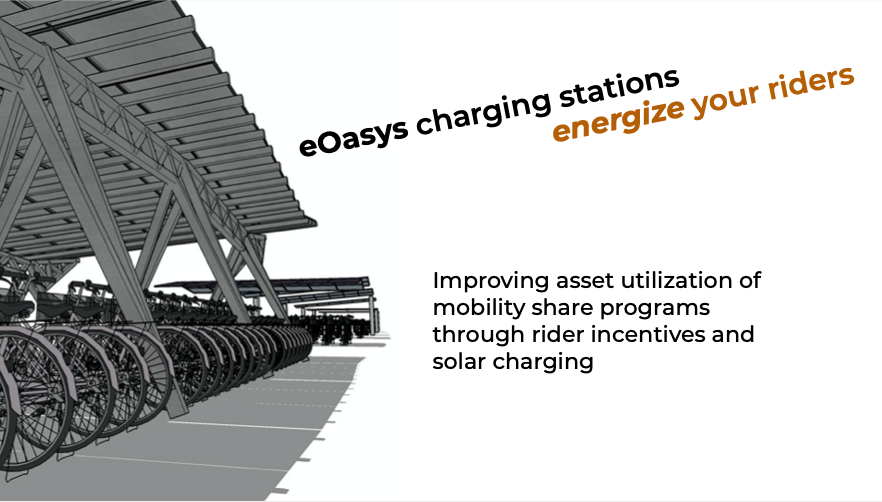 eOasys charging stations
energize your riders
Improving asset utilization of
mobility share programs
through rider incentives and
solar charging